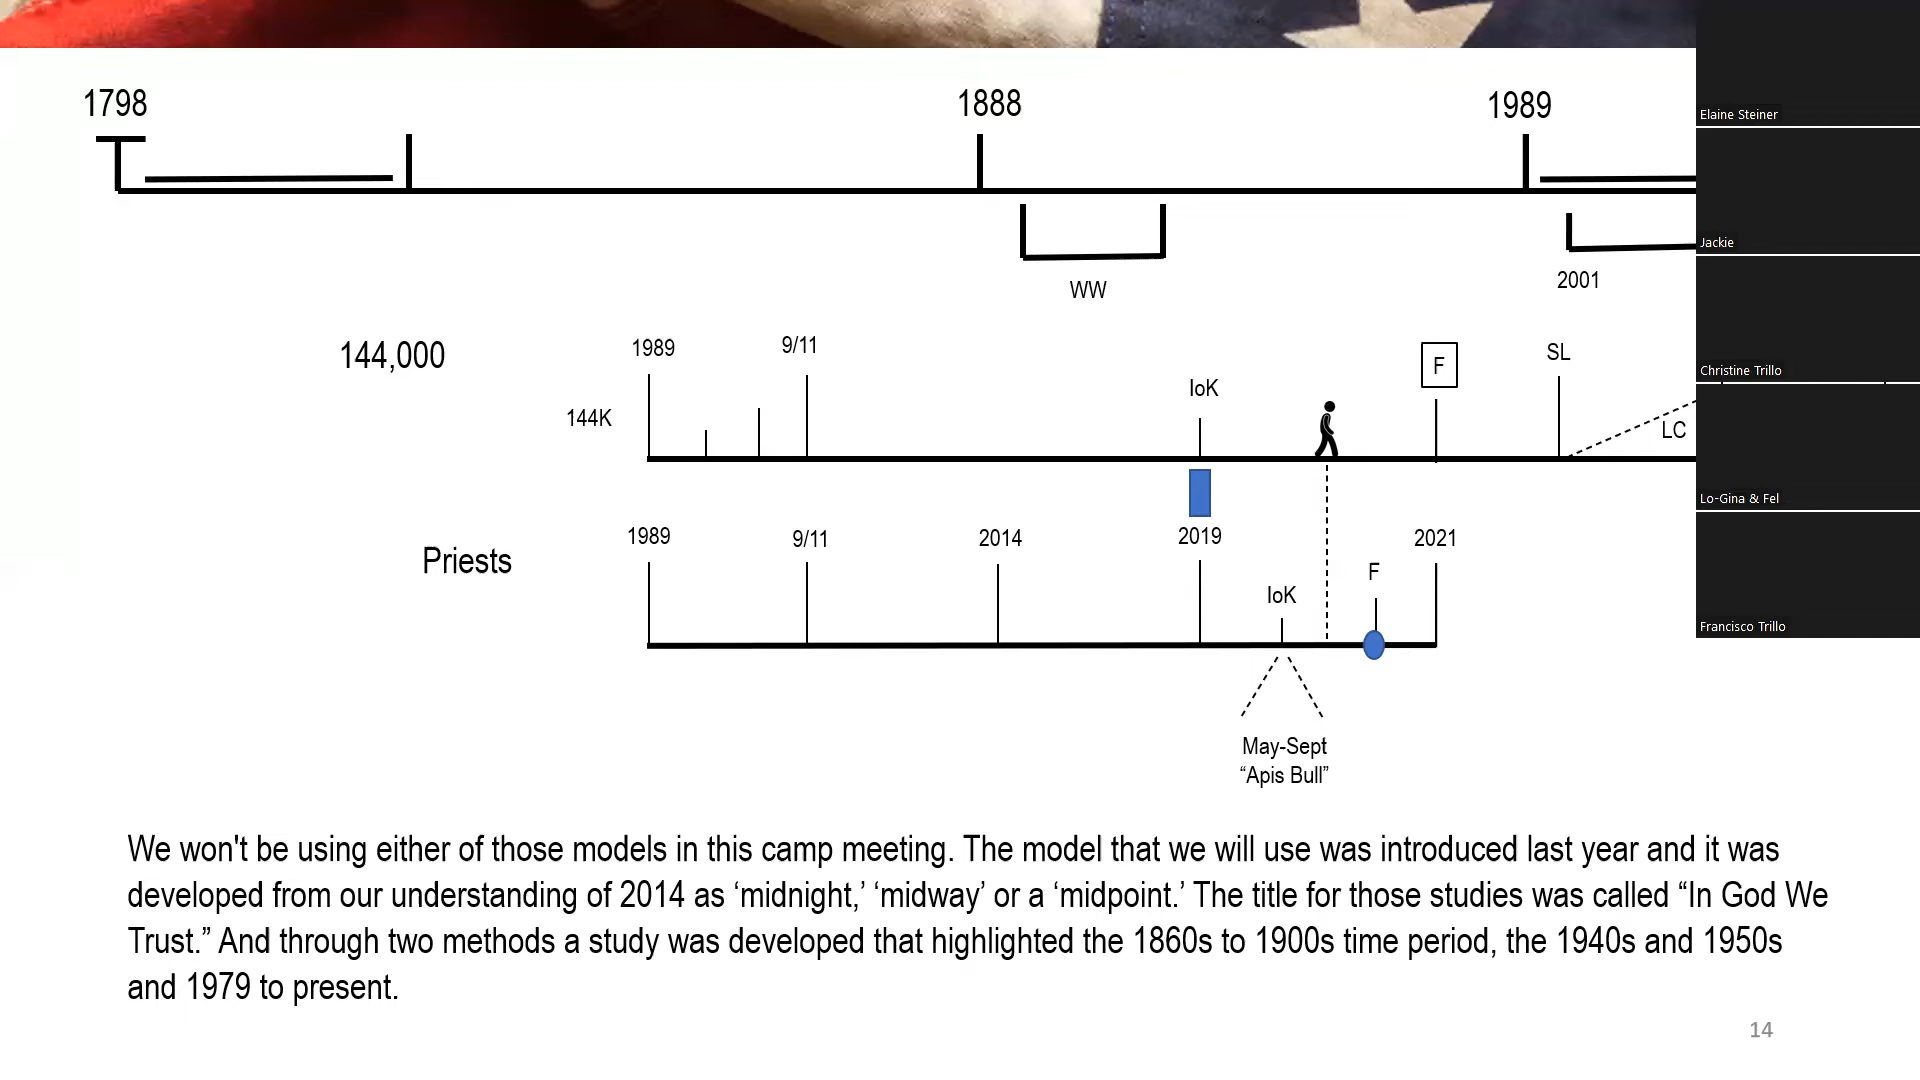 1798
1888
1989
WW
2001
144,000
144K
1989
9/11
IoK
F
SL
LC
Priests
1989
9/11
2014
2019
2021
IoK
F
May-Sept
“Apis Bull”
We won't be using either of those models in this camp meeting. The model that we will use was introduced last year and it was
developed from our understanding of 2014 as ‘midnight,’ ‘midway’ or a ‘midpoint.’ The title for those studies was called “In God We
Trust.” And through two methods a study was developed that highlighted the 1860s to 1900s time period, the 1940s and 1950s
and 1979 to present.
14
Elaine Steiner
Jackie
Christine Trillo
Lo-Gina & Fel
Francisco Trillo